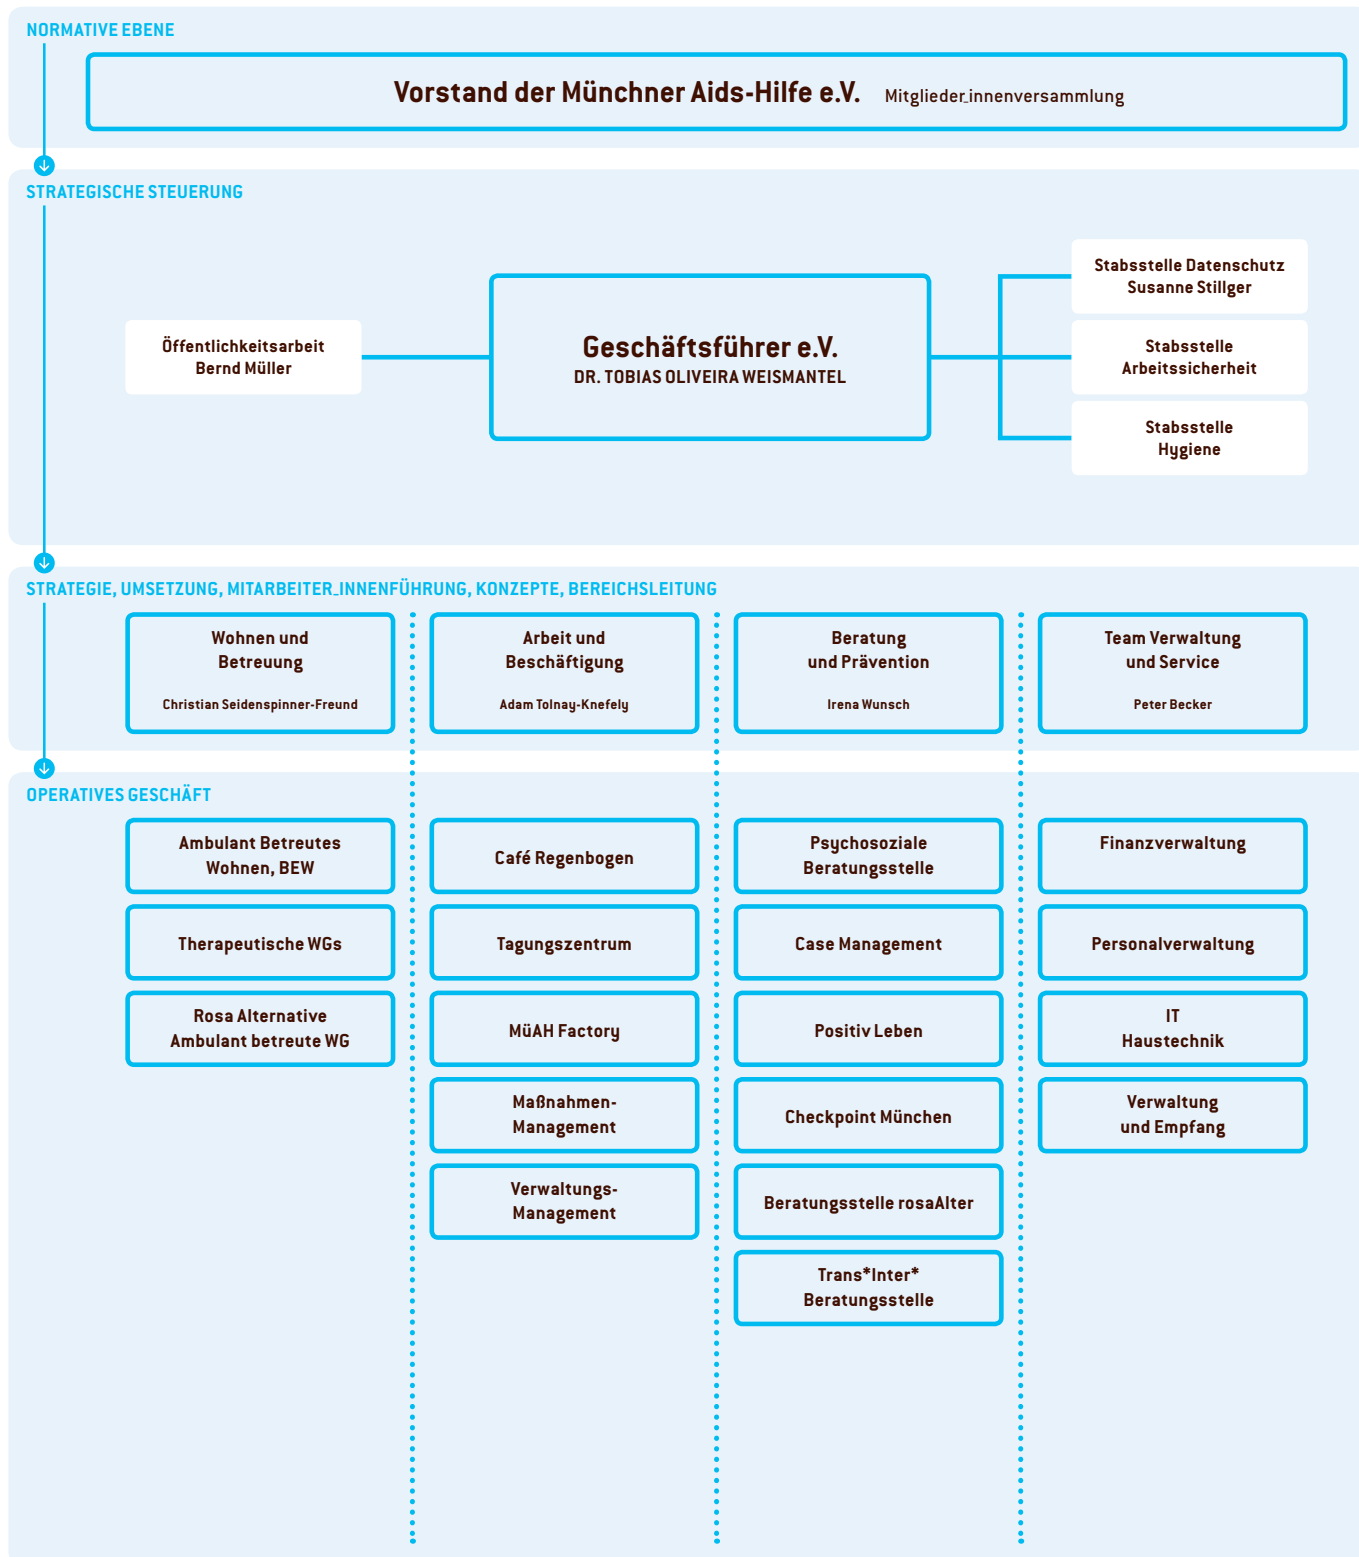 NORMATIVE EBENE
Vorstand der Münchner Aids-Hilfe e.V. Mitglieder_innenversammlung
STRATEGISCHE STEUERUNG
Öffentlichkeitsarbeit
Bernd Müller
Geschäftsführer e.V.
DR. TOBIAS OLIVEIRA WEISMANTEL
Stabsstelle Datenschutz
Susanne Stillger
Stabsstelle
Arbeitssicherheit
Stabsstelle
Hygiene
STRATEGIE, UMSETZUNG, MITARBEITER_INNENFÜHRUNG, KONZEPTE, BEREICHSLEITUNG
Wohnen und
Betreuung
Christian Seidenspinner-Freund
Arbeit und
Beschäftigung
Adam Tolnay-Knefely
Beratung
und Prävention
Irena Wunsch
Team Verwaltung
und Service
Peter Becker
OPERATIVES GESCHÄFT
Ambulant Betreutes
Wohnen, BEW
Therapeutische WGs
Rosa Alternative
Ambulant betreute WG
Café Regenbogen
Tagungszentrum
MüAH Factory
Maßnahmen-
Management
Verwaltungs-
Management
Psychosoziale
Beratungsstelle
Case Management
Positiv Leben
Checkpoint München
Beratungsstelle rosaAlter
Trans*Inter*
Beratungsstelle
Finanzverwaltung
Personalverwaltung
IT
Haustechnik
Verwaltung
und Empfang